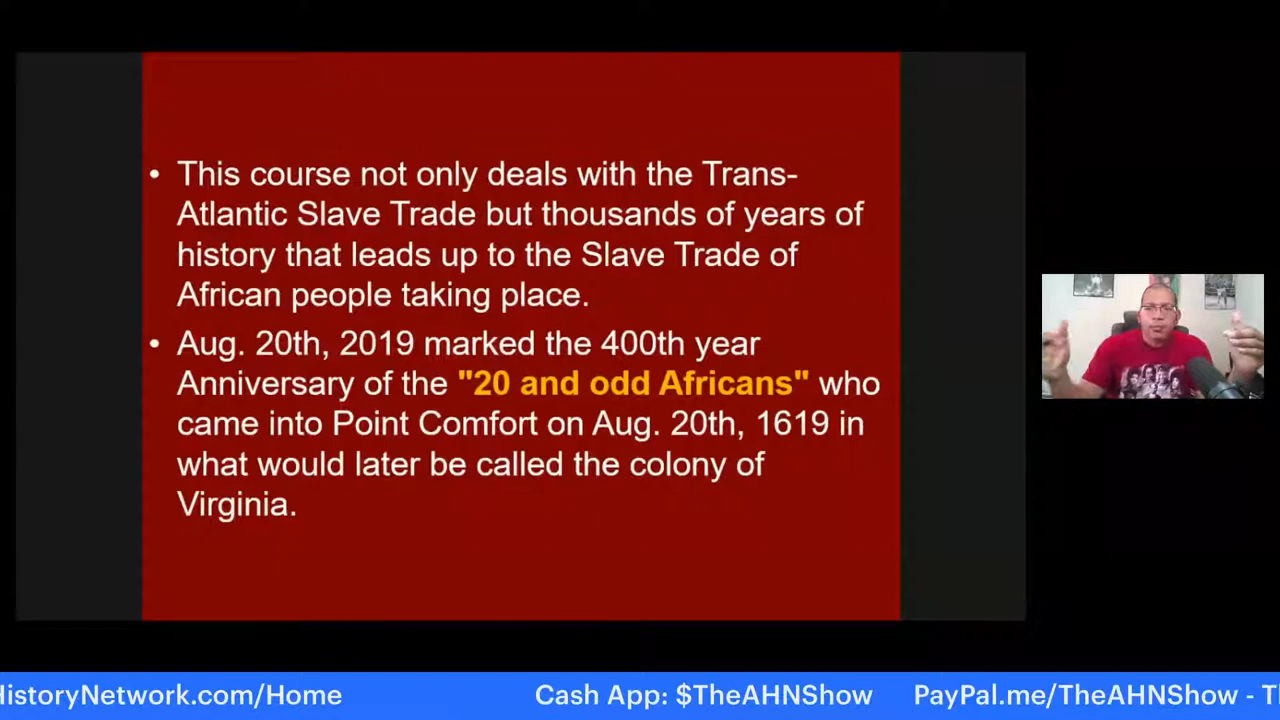 • This course not only deals with the Trans-
Atlantic Slave Trade but thousands of years of
history that leads up to the Slave Trade of
African people taking place.
• Aug. 20th, 2019 marked the 400th year
Anniversary of the "20 and odd Africans" who
came into Point Comfort on Aug. 20th, 1619 in
what would later be called the colony of
Virginia.
HistoryNetwork.com/Home Cash App: $TheAHNShow PayPal.me/TheAHNShow -